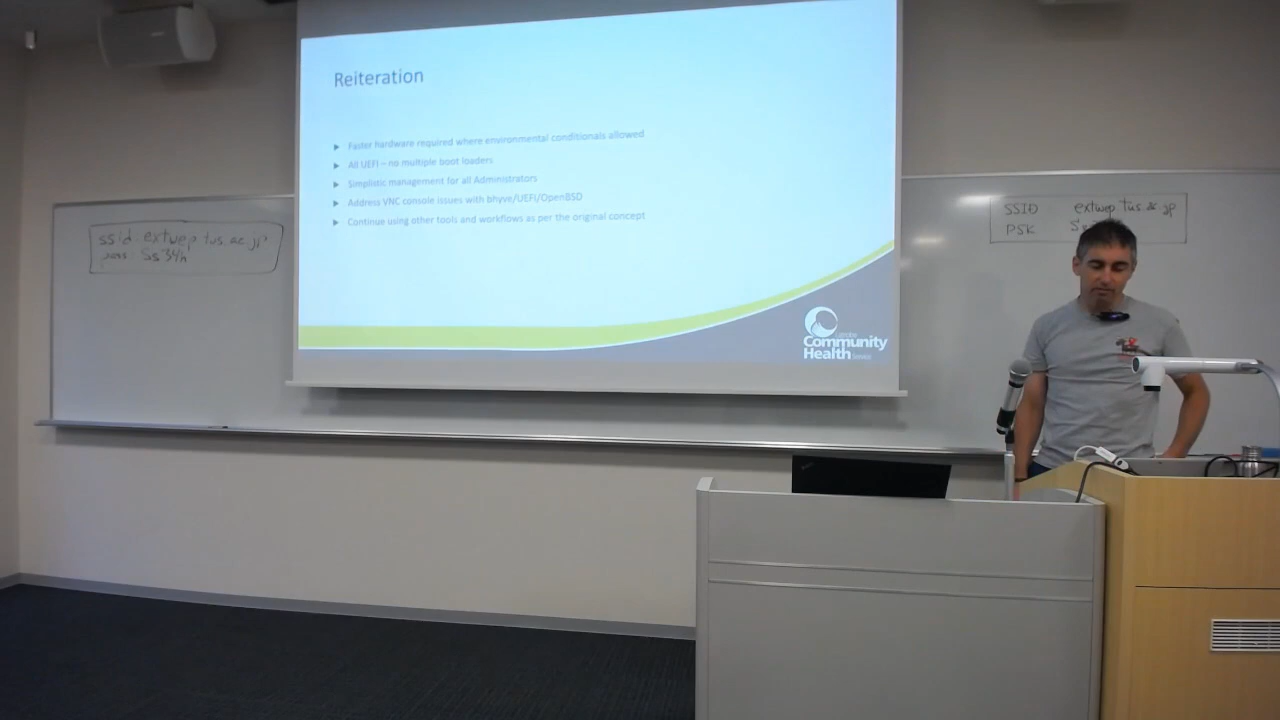 Reiteration
Faster hardware required where environmental conditionals allowed
All UEFI – no multiple boot loaders
Simplistic management for all Administrators
Address VNC console issues with bhyve/UEFI/OpenBSD
Continue using other tools and workflows as per the original concept
Community
Health
ssid: extwep.tus.ac.jp
pass: Ss34h
SSID extwep.tus.ac.jp
PSK